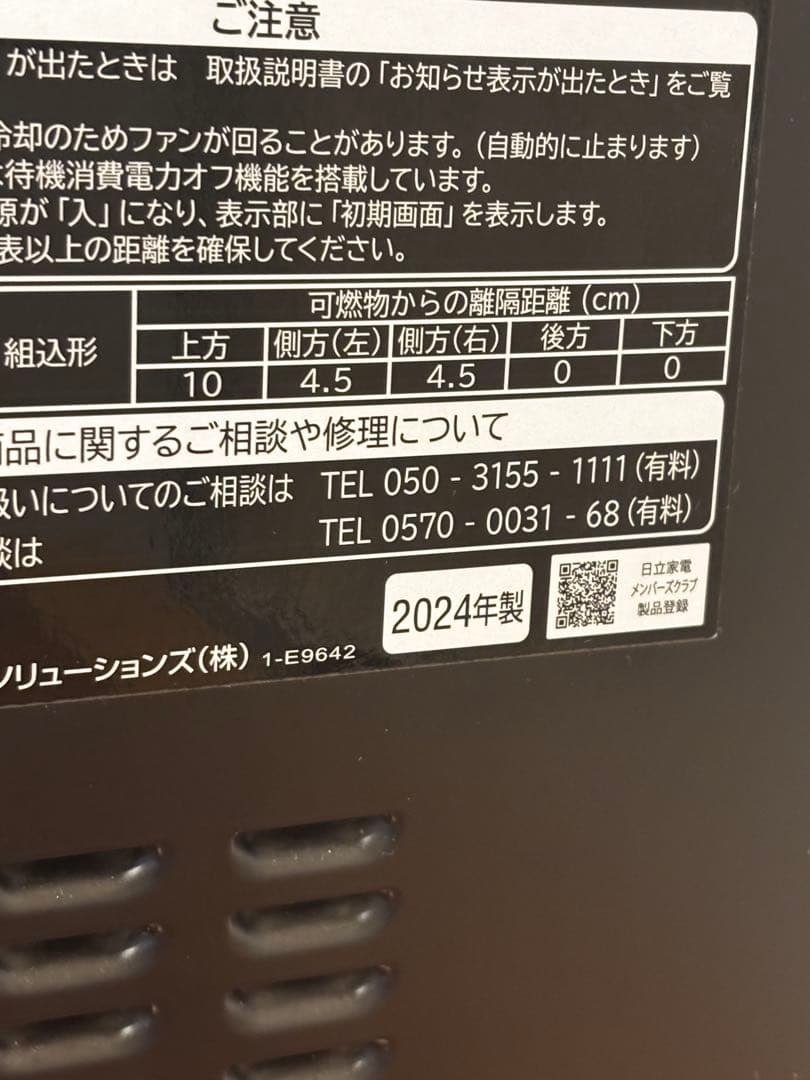 ご注意
が出たときは 取扱説明書の「お知らせ表示が出たとき」をご覧
冷却のためファンが回ることがあります。(自動的に止まります)
待機消費電力オフ機能を搭載しています。
原が「入」になり、表示部に「初期画面」を表示します。
表以上の距離を確保してください。
可燃物からの離隔距離(cm)
組込形
上方 側方(左) 側方(右) 後方 下方
10 4.5 4.5 0 0
商品に関するご相談や修理について
扱いについてのご相談は TEL 050 - 3155 - 1111(有料)
談は TEL 0570 - 0031 - 68(有料)
日立家電
メンバーズクラブ
製品登録
2024年製
ソリューションズ(株) 1-E9642